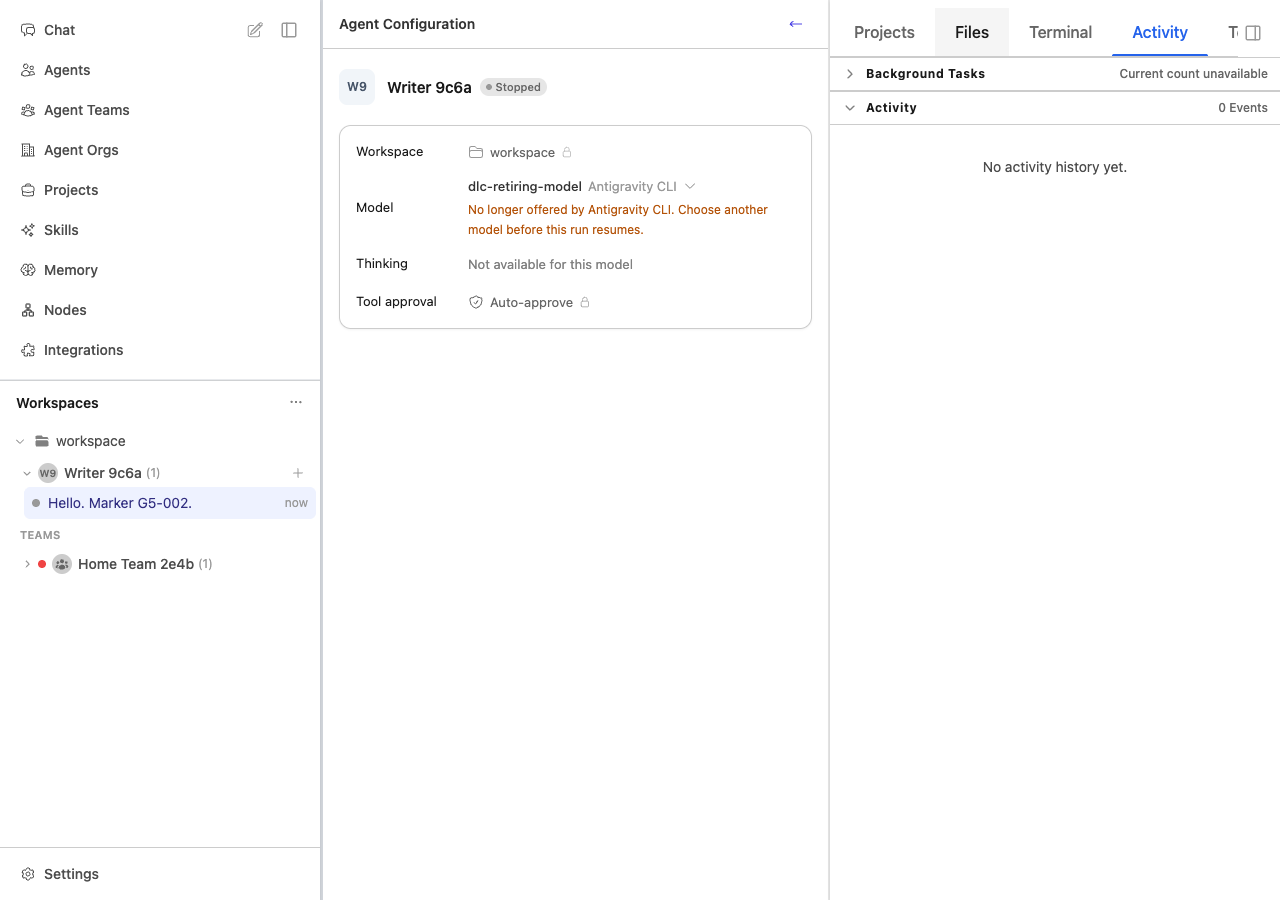 Chat
Agents
Agent Teams
Agent Orgs
Projects
Skills
Memory
Nodes
Integrations
Workspaces
workspace
W9 Writer 9c6a (1)
Hello. Marker G5-002. now
TEAMS
Home Team 2e4b (1)
Settings
Agent Configuration
W9 Writer 9c6a Stopped
Workspace workspace
Model dlc-retiring-model Antigravity CLI
No longer offered by Antigravity CLI. Choose another
model before this run resumes.
Thinking Not available for this model
Tool approval Auto-approve
Projects Files Terminal Activity
Background Tasks Current count unavailable
Activity 0 Events
No activity history yet.